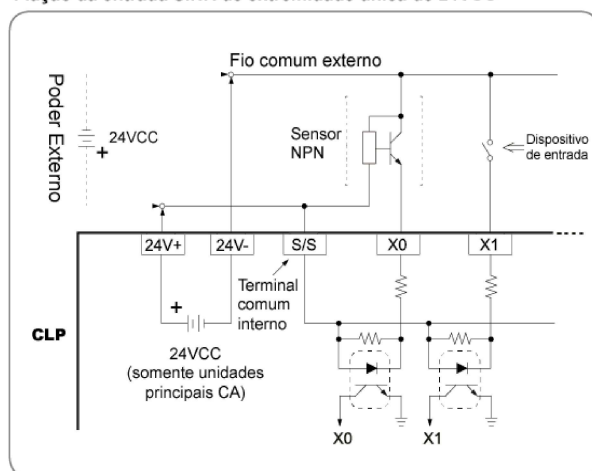 Fio comum externo
Poder Externo
24VCC
+
Sensor
NPN
Dispositivo
de entrada
24V+
24V-
S/S
X0
X1
+
Terminal
comum
interno
CLP
24VCC
(somente unidades
principais CA)
X0
X1